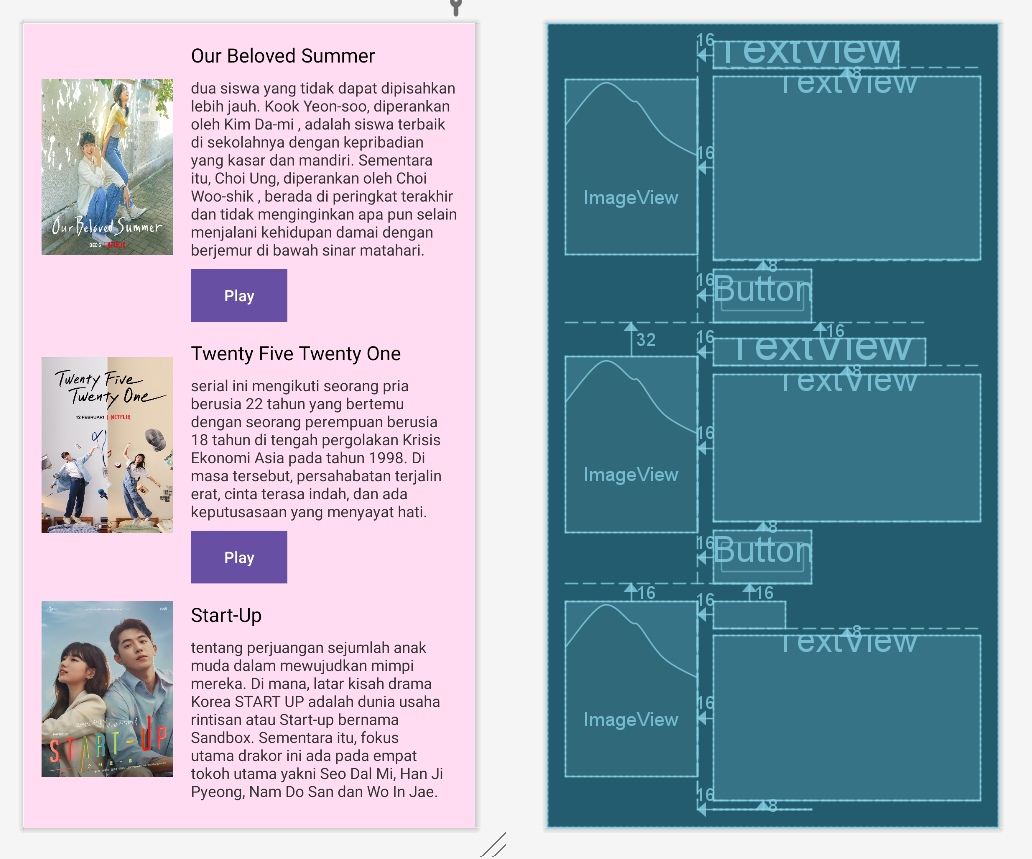 Our Beloved Summer
dua siswa yang tidak dapat dipisahkan
lebih jauh. Kook Yeon-soo, diperankan
oleh Kim Da-mi , adalah siswa terbaik
di sekolahnya dengan kepribadian
yang kasar dan mandiri. Sementara
itu, Choi Ung, diperankan oleh Choi
Woo-shik , berada di peringkat terakhir
dan tidak menginginkan apa pun selain
menjalani kehidupan damai dengan
berjemur di bawah sinar matahari.
Our Beloved Summer
Play
Twenty Five Twenty One
serial ini mengikuti seorang pria
berusia 22 tahun yang bertemu
dengan seorang perempuan berusia
18 tahun di tengah pergolakan Krisis
Ekonomi Asia pada tahun 1998. Di
masa tersebut, persahabatan terjalin
erat, cinta terasa indah, dan ada
keputusasaan yang menyayat hati.
Twenty Five
Twenty One
12 FEBRUARI | NETFLIX
Play
Start-Up
tentang perjuangan sejumlah anak
muda dalam mewujudkan mimpi
mereka. Di mana, latar kisah drama
Korea START UP adalah dunia usaha
rintisan atau Start-up bernama
Sandbox. Sementara itu, fokus
utama drakor ini ada pada empat
tokoh utama yakni Seo Dal Mi, Han Ji
Pyeong, Nam Do San dan Wo In Jae.
START-UP
16
TextView
8
TextView
16
ImageView
8
16
Button
32
16
16
TextView
8
TextView
16
ImageView
8
16
Button
16
16
16
8
TextView
16
ImageView
16
8